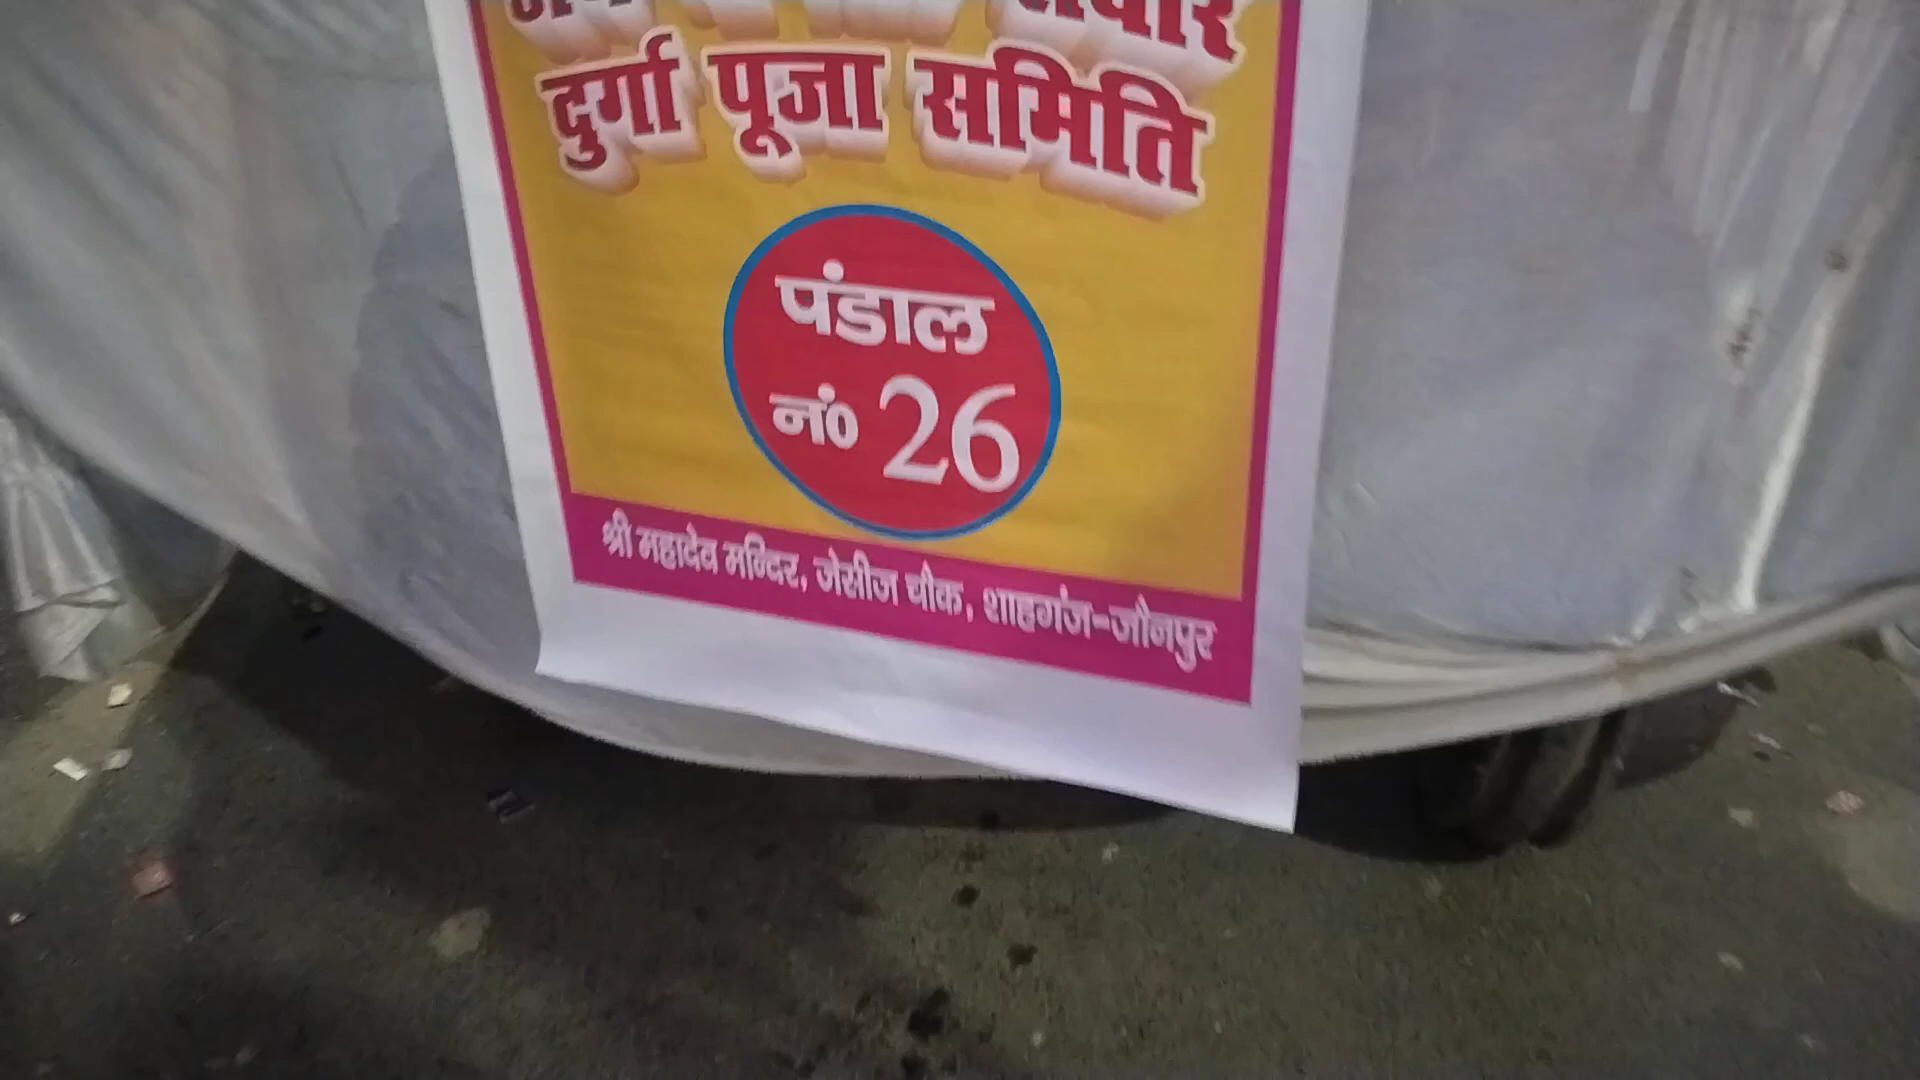 दुर्गा पूजा समिति
पंडाल
नं० 26
श्री महादेव मन्दिर, जेसीज चौक, शाहगंज-जौनपुर